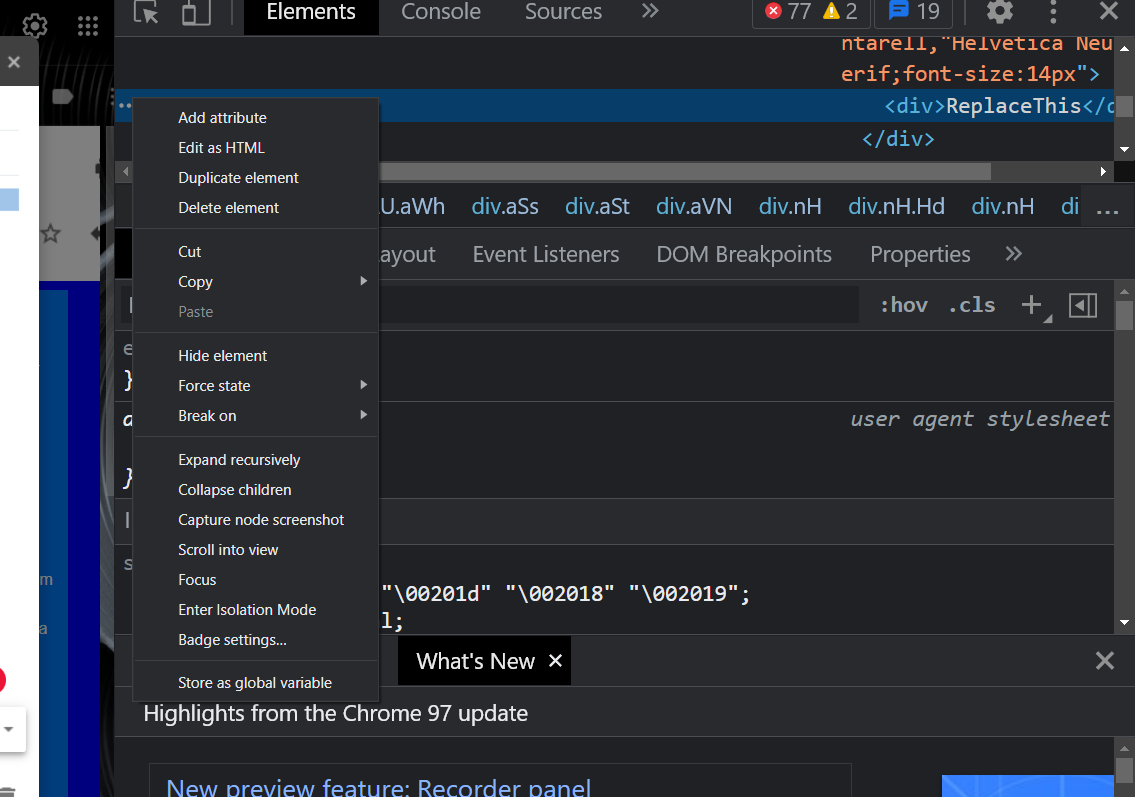 Elements Console Sources 77 2 19
ntarell,"Helvetica Neu
erif;font-size:14px">
<div>ReplaceThis</d
</div>
Add attribute
Edit as HTML
Duplicate element
Delete element
Cut
Copy
Paste
Hide element
Force state
Break on
Expand recursively
Collapse children
Capture node screenshot
Scroll into view
Focus
Enter Isolation Mode
Badge settings...
Store as global variable
U.aWh div.aSs div.aSt div.aVN div.nH div.nH.Hd div.nH di ...
ayout Event Listeners DOM Breakpoints Properties
:hov .cls
e
}
a
user agent stylesheet
}
s
"\00201d" "\002018" "\002019";
l;
m
a
What's New
Highlights from the Chrome 97 update
New preview feature: Recorder panel